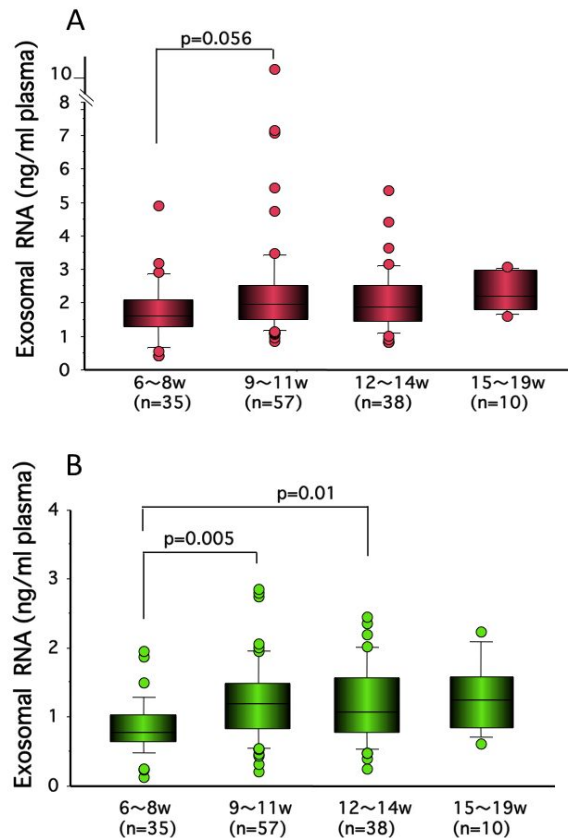 A
p=0.056
Exosomal RNA (ng/ml plasma)
10
8
7
6
5
4
3
2
1
0
6~8w 9~11w 12~14w 15~19w
(n=35) (n=57) (n=38) (n=10)
B
p=0.01
p=0.005
Exosomal RNA (ng/ml plasma)
4
3
2
1
0
6~8w 9~11w 12~14w 15~19w
(n=35) (n=57) (n=38) (n=10)